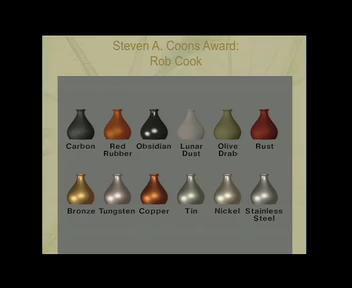 Steven A. Coons Award:
Rob Cook
Carbon Red Rubber Obsidian Lunar Dust Olive Drab Rust
Bronze Tungsten Copper Tin Nickel Stainless Steel